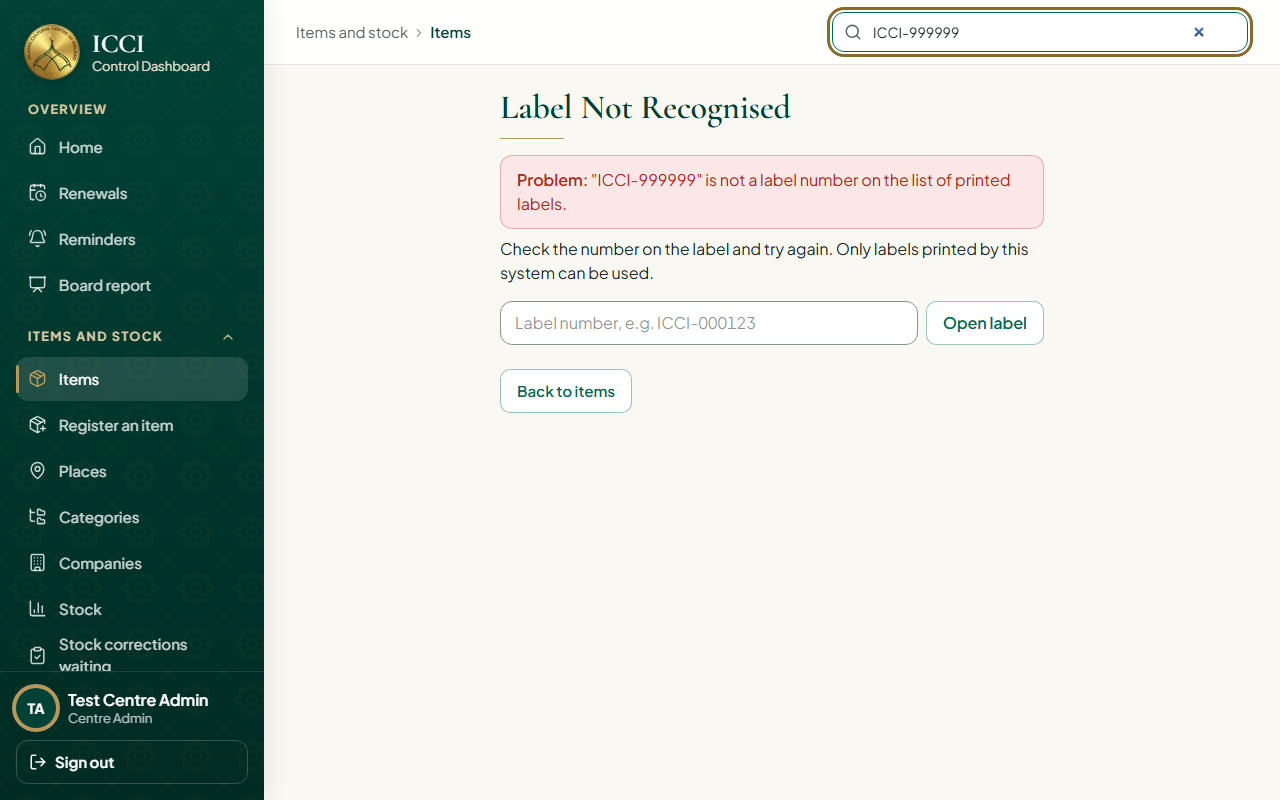 ICCI
Control Dashboard
OVERVIEW
Home
Renewals
Reminders
Board report
ITEMS AND STOCK
Items
Register an item
Places
Categories
Companies
Stock
Stock corrections
waiting
TA
Test Centre Admin
Centre Admin
Sign out
Items and stock › Items
ICCI-999999
Label Not Recognised
Problem: "ICCI-999999" is not a label number on the list of printed
labels.
Check the number on the label and try again. Only labels printed by this
system can be used.
Label number, e.g. ICCI-000123
Open label
Back to items